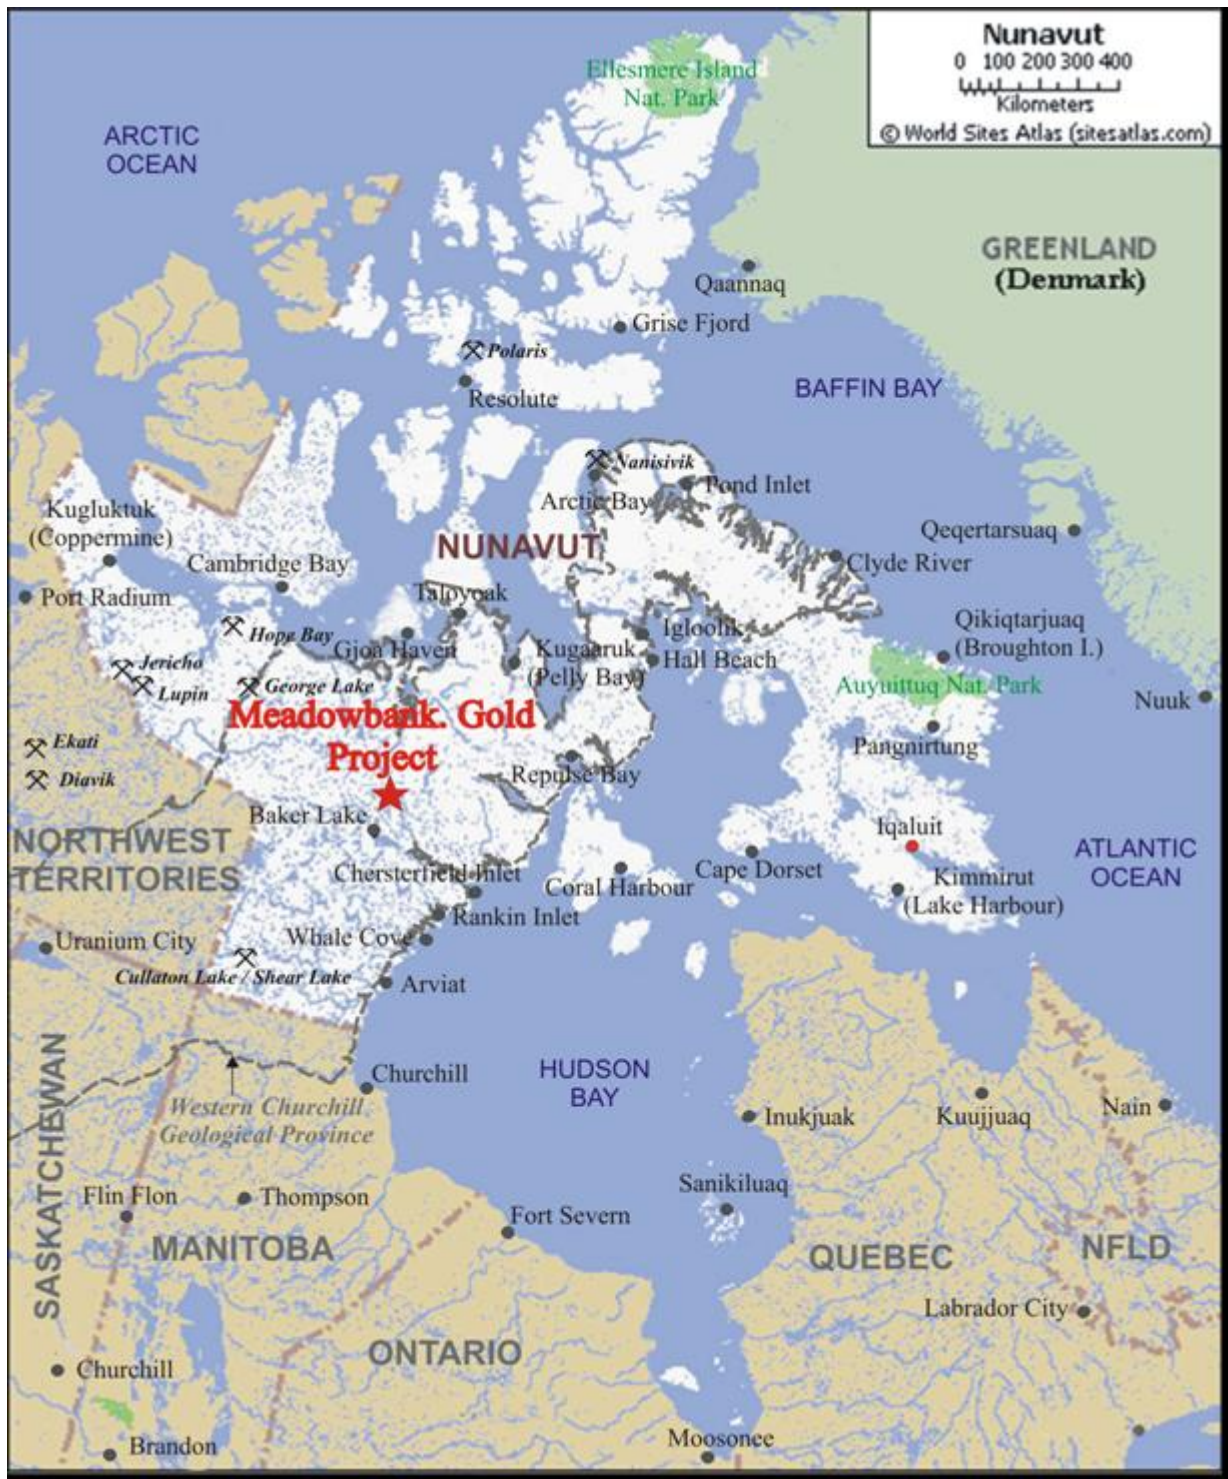 Nunavut
0 100 200 300 400
Kilometers
© World Sites Atlas (sitesatlas.com)
Ellesmere Island
Nat. Park
ARCTIC
OCEAN
GREENLAND
(Denmark)
Qaannaq
Grise Fjord
Polaris
Resolute
BAFFIN BAY
Nanisivik
Arctic Bay
Pond Inlet
Kugluktuk
(Coppermine)
Qeqertarsuaq
NUNAVUT
Cambridge Bay
Clyde River
Port Radium
Taloyoak
Hope Bay
Gjoa Haven
Igloolik
Qikiqtarjuaq
(Broughton I.)
Kugaaruk
(Pelly Bay)
Hall Beach
Jericho
Lupin
George Lake
Auyuittuq Nat. Park
Nuuk
Meadowbank. Gold
Project
Ekati
Diavik
Pangnirtung
Repulse Bay
Baker Lake
Iqaluit
NORTHWEST
TERRITORIES
Chersterfield Inlet
Coral Harbour
Cape Dorset
Kimmirut
(Lake Harbour)
ATLANTIC
OCEAN
Rankin Inlet
Whale Cove
Uranium City
Cullaton Lake / Shear Lake
Arviat
HUDSON
BAY
Churchill
Western Churchill
Geological Province
SASKATCHEWAN
Inukjuak
Kuujjuaq
Nain
Flin Flon
Thompson
Sanikiluaq
Fort Severn
MANITOBA
QUEBEC
NFLD
Labrador City
ONTARIO
Churchill
Brandon
Moosonee